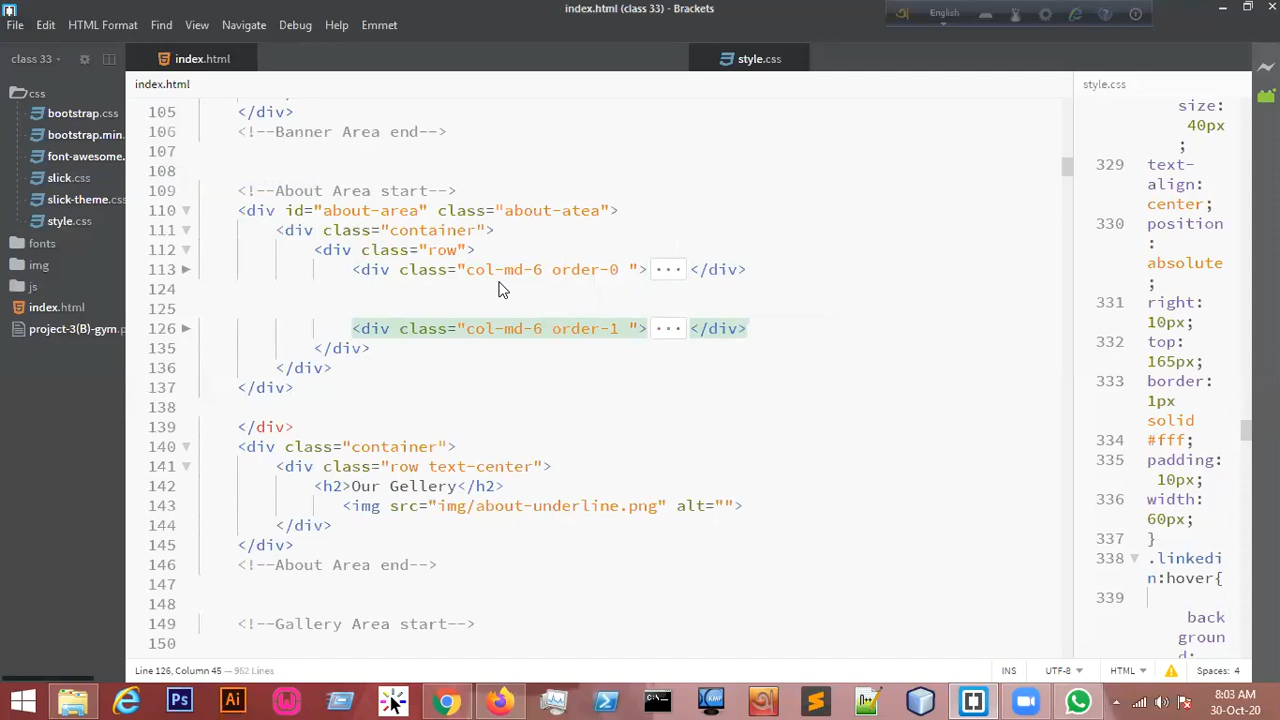 index.html (class 33) - Brackets
English
File Edit Find View Navigate Debug Help Emmet
HTML Format
class 33
index.html
style.css
css
bootstrap.css
bootstrap.min.
font-awesome.
slick.css
slick-theme.css
style.css
fonts
img
js
index.html
project-3(B)-gym.
index.html
105 </div>
106 <!--Banner Area end-->
107
108
109 <!--About Area start-->
110 <div id="about-area" class="about-atea">
111 <div class="container">
112 <div class="row">
113 <div class="col-md-6 order-0 ">...</div>
124
125
126 <div class="col-md-6 order-1 ">...</div>
135 </div>
136 </div>
137 </div>
138
139 </div>
140 <div class="container">
141 <div class="row text-center">
142 <h2>Our Gellery</h2>
143 <img src="img/about-underline.png" alt="">
144 </div>
145 </div>
146 <!--About Area end-->
147
148
149 <!--Gallery Area start-->
150
style.css
size:
40px
;
329 text-
align:
center;
330 position
:
absolute
;
331 right:
10px;
332 top:
165px;
333 border:
1px
solid
334 #fff;
335 padding:
10px;
336 width:
60px;
337 }
338 .linkedi
n:hover{
339
back
groun
d:
Line 126, Column 45 — 962 Lines
INS UTF-8 HTML Spaces: 4
8:03 AM
30-Oct-20